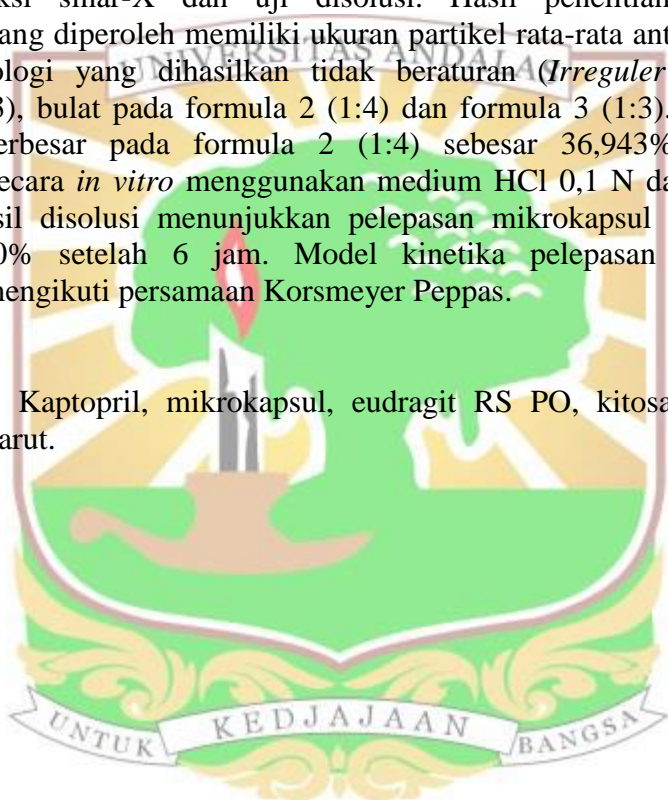 ksi sinar-X dan uji disolusi. Hasil penelitian
ang diperoleh memiliki ukuran partikel rata-rata ant
ologi yang dihasilkan tidak beraturan (Irreguler
3), bulat pada formula 2 (1:4) dan formula 3 (1:3).
erbesar pada formula 2 (1:4) sebesar 36,943%
ecara in vitro menggunakan medium HCl 0,1 N da
sil disolusi menunjukkan pelepasan mikrokapsul
0% setelah 6 jam. Model kinetika pelepasan
mengikuti persamaan Korsmeyer Peppas.
Kaptopril, mikrokapsul, eudragit RS PO, kitosa
arut.
UNIVERSITAS ANDALA
UNTUK KEDJAJAAN BANGSA